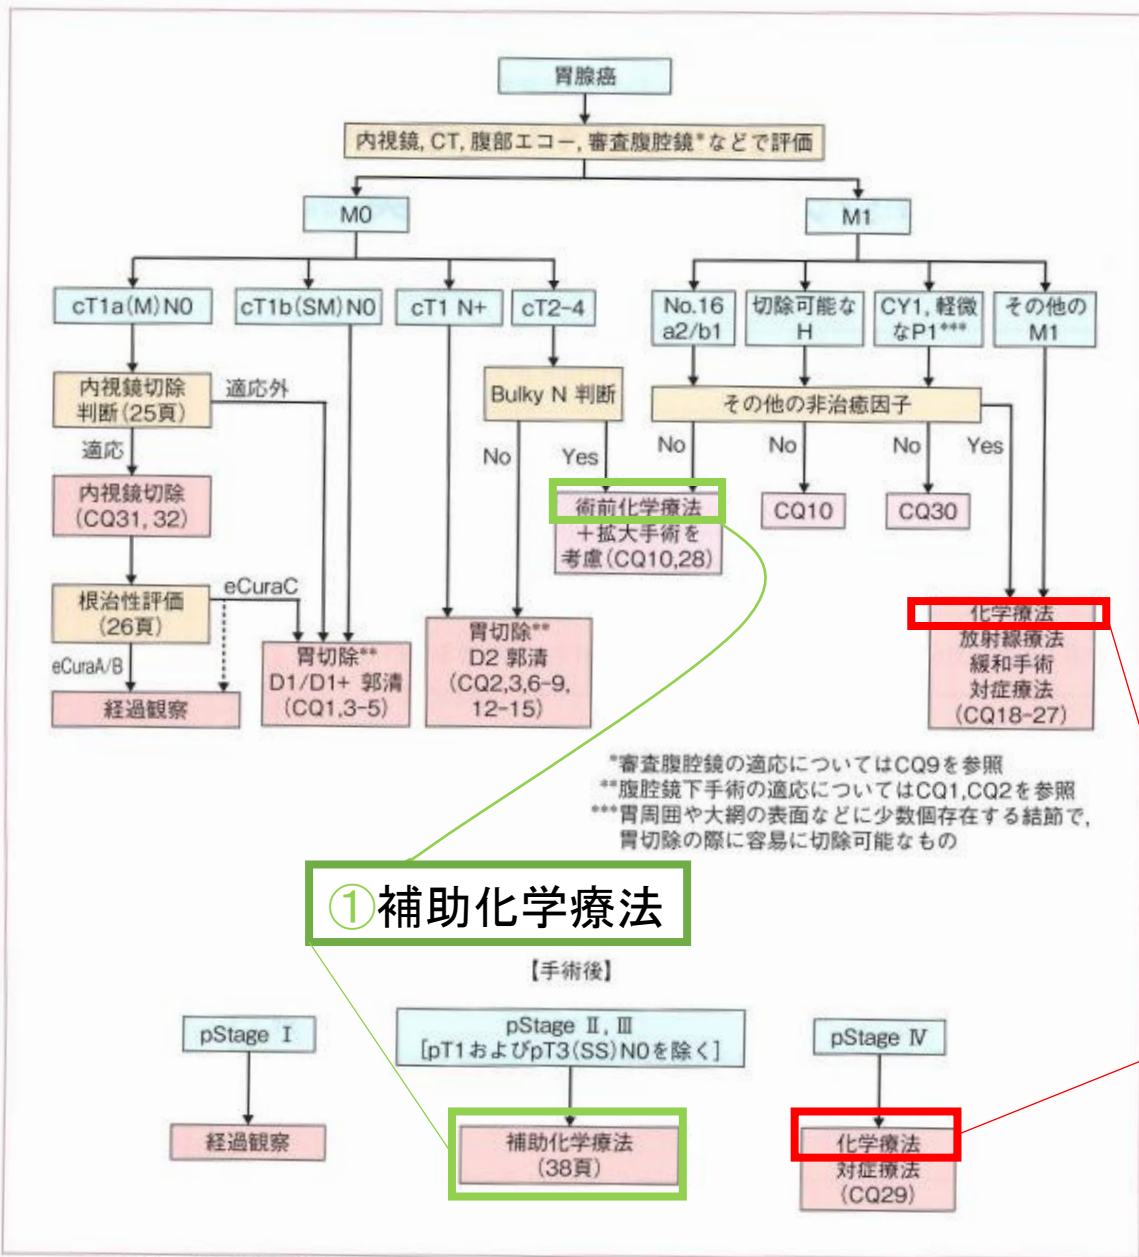 胃腺癌
内視鏡, CT, 腹部エコー, 審査腹腔鏡*などで評価
M0
M1
cT1a(M)N0
cT1b(SM)N0
cT1 N+
cT2-4
No.16
a2/b1
切除可能な
H
CY1, 軽微
なP1***
その他の
M1
内視鏡切除
判断(25頁)
適応外
Bulky N 判断
その他の非治癒因子
適応
No
Yes
No
No
No
Yes
内視鏡切除
(CQ31, 32)
術前化学療法
+拡大手術を
考慮(CQ10,28)
CQ10
CQ30
根治性評価
(26頁)
eCuraC
eCuraA/B
経過観察
胃切除**
D1/D1+ 郭清
(CQ1,3-5)
胃切除**
D2 郭清
(CQ2,3,6-9,
12-15)
化学療法
放射線療法
緩和手術
対症療法
(CQ18-27)
*審査腹腔鏡の適応についてはCQ9を参照
**腹腔鏡下手術の適応についてはCQ1,CQ2を参照
***胃周囲や大網の表面などに少数個存在する結節で,
胃切除の際に容易に切除可能なもの
①補助化学療法
【手術後】
pStage Ⅰ
pStage Ⅱ, Ⅲ
[pT1およびpT3(SS)N0を除く]
pStage Ⅳ
経過観察
補助化学療法
(38頁)
化学療法
対症療法
(CQ29)